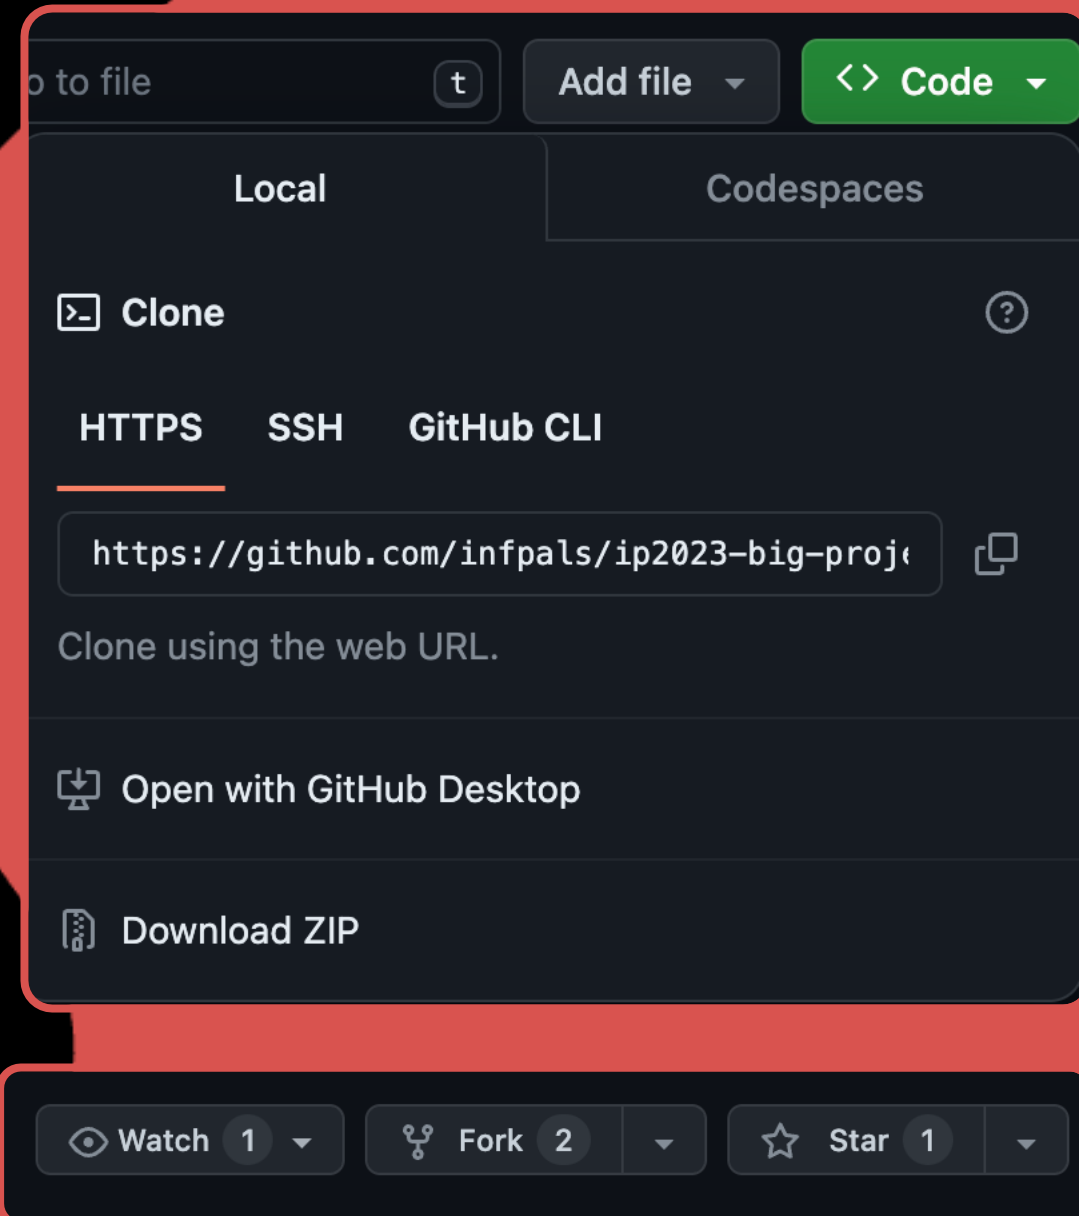 o to file t Add file Code
Local Codespaces
Clone
HTTPS SSH GitHub CLI
https://github.com/infpals/ip2023-big-proje
Clone using the web URL.
Open with GitHub Desktop
Download ZIP
Watch 1 Fork 2 Star 1